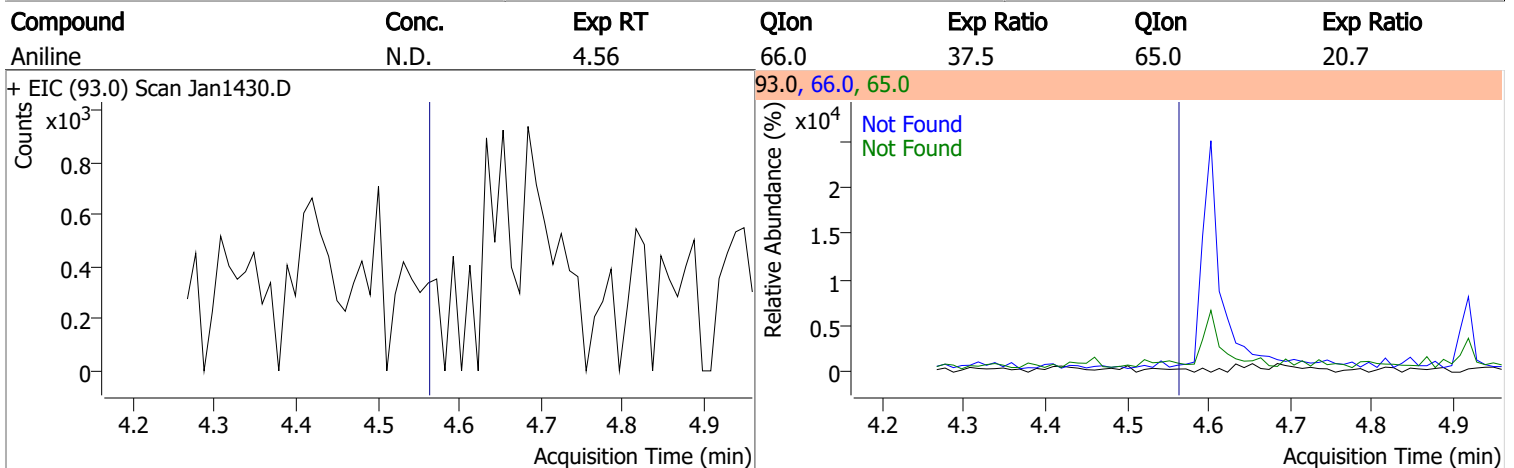 Compound Conc. Exp RT QIon Exp Ratio QIon Exp Ratio
Aniline N.D. 4.56 66.0 37.5 65.0 20.7
+ EIC (93.0) Scan Jan1430.D
Counts
x10³
0.8
0.6
0.4
0.2
0
4.2 4.3 4.4 4.5 4.6 4.7 4.8 4.9
Acquisition Time (min)
93.0, 66.0, 65.0
Relative Abundance (%)
x10⁴
Not Found
Not Found
2
1.5
1
0.5
0
4.2 4.3 4.4 4.5 4.6 4.7 4.8 4.9
Acquisition Time (min)